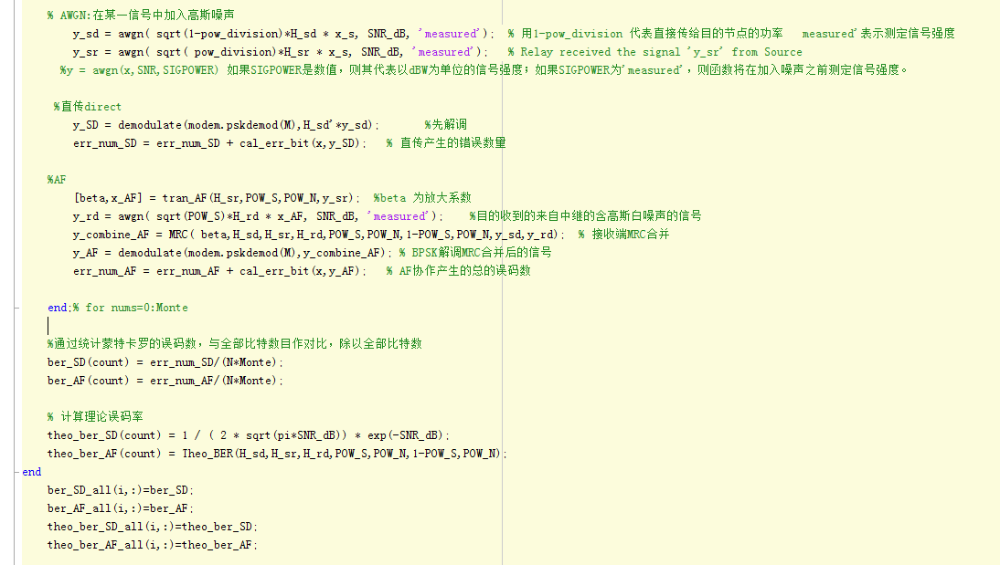 % AWGN:在某一信号中加入高斯噪声
y_sd = awgn( sqrt(1-pow_division)*H_sd * x_s, SNR_dB, 'measured'); % 用1-pow_division 代表直接传给目的节点的功率 measured'表示测定信号强度
y_sr = awgn( sqrt( pow_division)*H_sr * x_s, SNR_dB, 'measured'); % Relay received the signal 'y_sr' from Source
%y = awgn(x,SNR,SIGPOWER) 如果SIGPOWER是数值，则其代表以dBW为单位的信号强度；如果SIGPOWER为'measured'，则函数将在加入噪声之前测定信号强度。
%直传direct
y_SD = demodulate(modem.pskdemod(M),H_sd'*y_sd); %先解调
err_num_SD = err_num_SD + cal_err_bit(x,y_SD); % 直传产生的错误数量
%AF
[beta,x_AF] = tran_AF(H_sr,POW_S,POW_N,y_sr); %beta 为放大系数
y_rd = awgn( sqrt(POW_S)*H_rd * x_AF, SNR_dB, 'measured'); %目的收到的来自中继的含高斯白噪声的信号
y_combine_AF = MRC( beta,H_sd,H_sr,H_rd,POW_S,POW_N,1-POW_S,POW_N,y_sd,y_rd); % 接收端MRC合并
y_AF = demodulate(modem.pskdemod(M),y_combine_AF); % BPSK解调MRC合并后的信号
err_num_AF = err_num_AF + cal_err_bit(x,y_AF); % AF协作产生的总的误码数
end;% for nums=0:Monte
%通过统计蒙特卡罗的误码数，与全部比特数目作对比，除以全部比特数
ber_SD(count) = err_num_SD/(N*Monte);
ber_AF(count) = err_num_AF/(N*Monte);
% 计算理论误码率
theo_ber_SD(count) = 1 / ( 2 * sqrt(pi*SNR_dB)) * exp(-SNR_dB);
theo_ber_AF(count) = Theo_BER(H_sd,H_sr,H_rd,POW_S,POW_N,1-POW_S,POW_N);
end
ber_SD_all(i,:)=ber_SD;
ber_AF_all(i,:)=ber_AF;
theo_ber_SD_all(i,:)=theo_ber_SD;
theo_ber_AF_all(i,:)=theo_ber_AF;